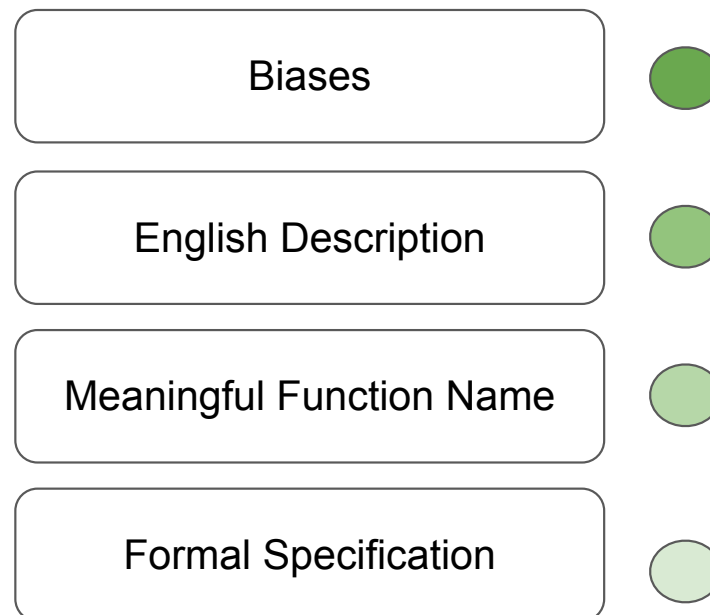 Biases
English Description
Meaningful Function Name
Formal Specification